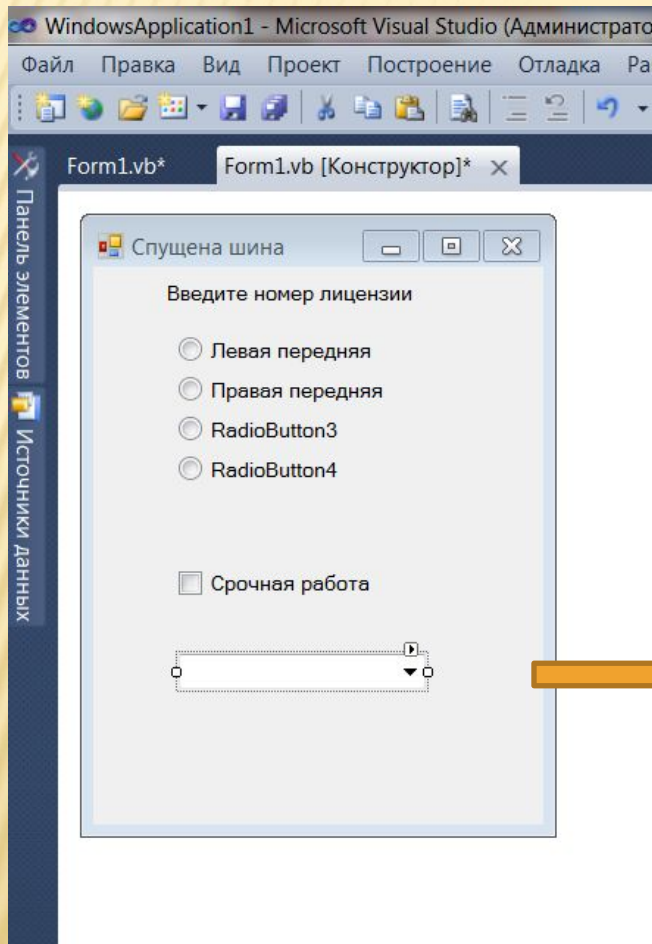 WindowsApplication1 - Microsoft Visual Studio (Администрато
Файл Правка Вид Проект Построение Отладка Ра
Form1.vb* Form1.vb [Конструктор]*
Панель элементов
Источники данных
Спущена шина
Введите номер лицензии
Левая передняя
Правая передняя
RadioButton3
RadioButton4
Срочная работа